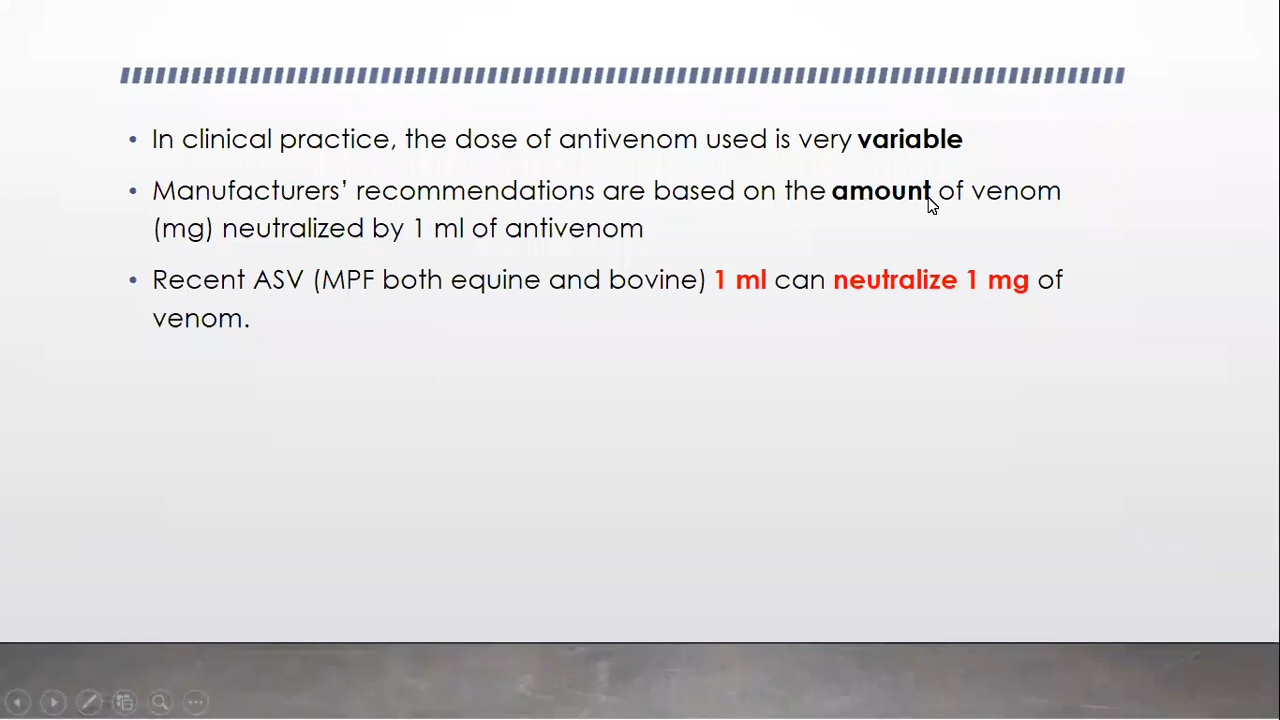 • In clinical practice, the dose of antivenom used is very variable
• Manufacturers’ recommendations are based on the amount of venom
(mg) neutralized by 1 ml of antivenom
• Recent ASV (MPF both equine and bovine) 1 ml can neutralize 1 mg of
venom.